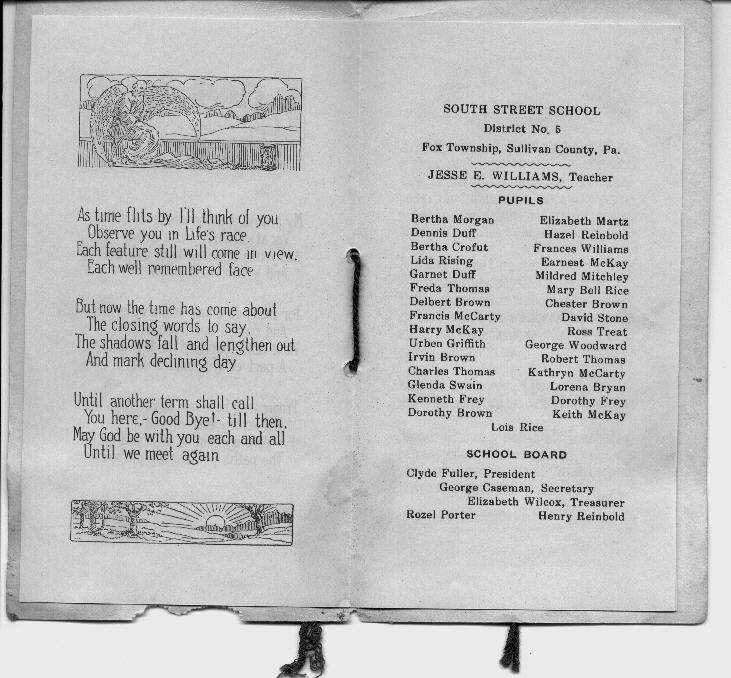 As time flits by I'll think of you
Observe you in Life's race.
Each feature still will come in view,
Each well remembered face
But now the time has come about
The closing words to say,
The shadows fall and lengthen out
And mark declining day
Until another term shall call
You here,- Good Bye!- till then,
May God be with you each and all
Until we meet again
SOUTH STREET SCHOOL
District No. 5
Fox Township, Sullivan County, Pa.
JESSE E. WILLIAMS, Teacher
PUPILS
Bertha Morgan Elizabeth Martz
Dennis Duff Hazel Reinbold
Bertha Crofut Frances Williams
Lida Rising Earnest McKay
Garnet Duff Mildred Mitchley
Freda Thomas Mary Bell Rice
Delbert Brown Chester Brown
Francis McCarty David Stone
Harry McKay Ross Treat
Urben Griffith George Woodward
Irvin Brown Robert Thomas
Charles Thomas Kathryn McCarty
Glenda Swain Lorena Bryan
Kenneth Frey Dorothy Frey
Dorothy Brown Keith McKay
Lois Rice
SCHOOL BOARD
Clyde Fuller, President
George Caseman, Secretary
Elizabeth Wilcox, Treasurer
Rozel Porter Henry Reinbold